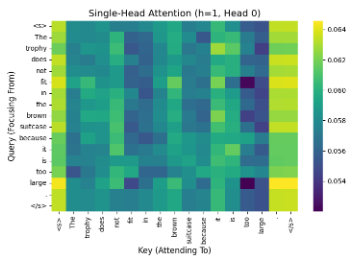 Single-Head Attention (h=1, Head 0)
Query (Focusing From)
<s>
The
trophy
does
not
fit
in
the
brown
suitcase
because
it
is
too
large
.
</s>
0.064
0.062
0.060
0.058
0.056
0.054
<s>
The
trophy
does
not
fit
in
the
brown
suitcase
because
it
is
too
large
.
</s>
Key (Attending To)